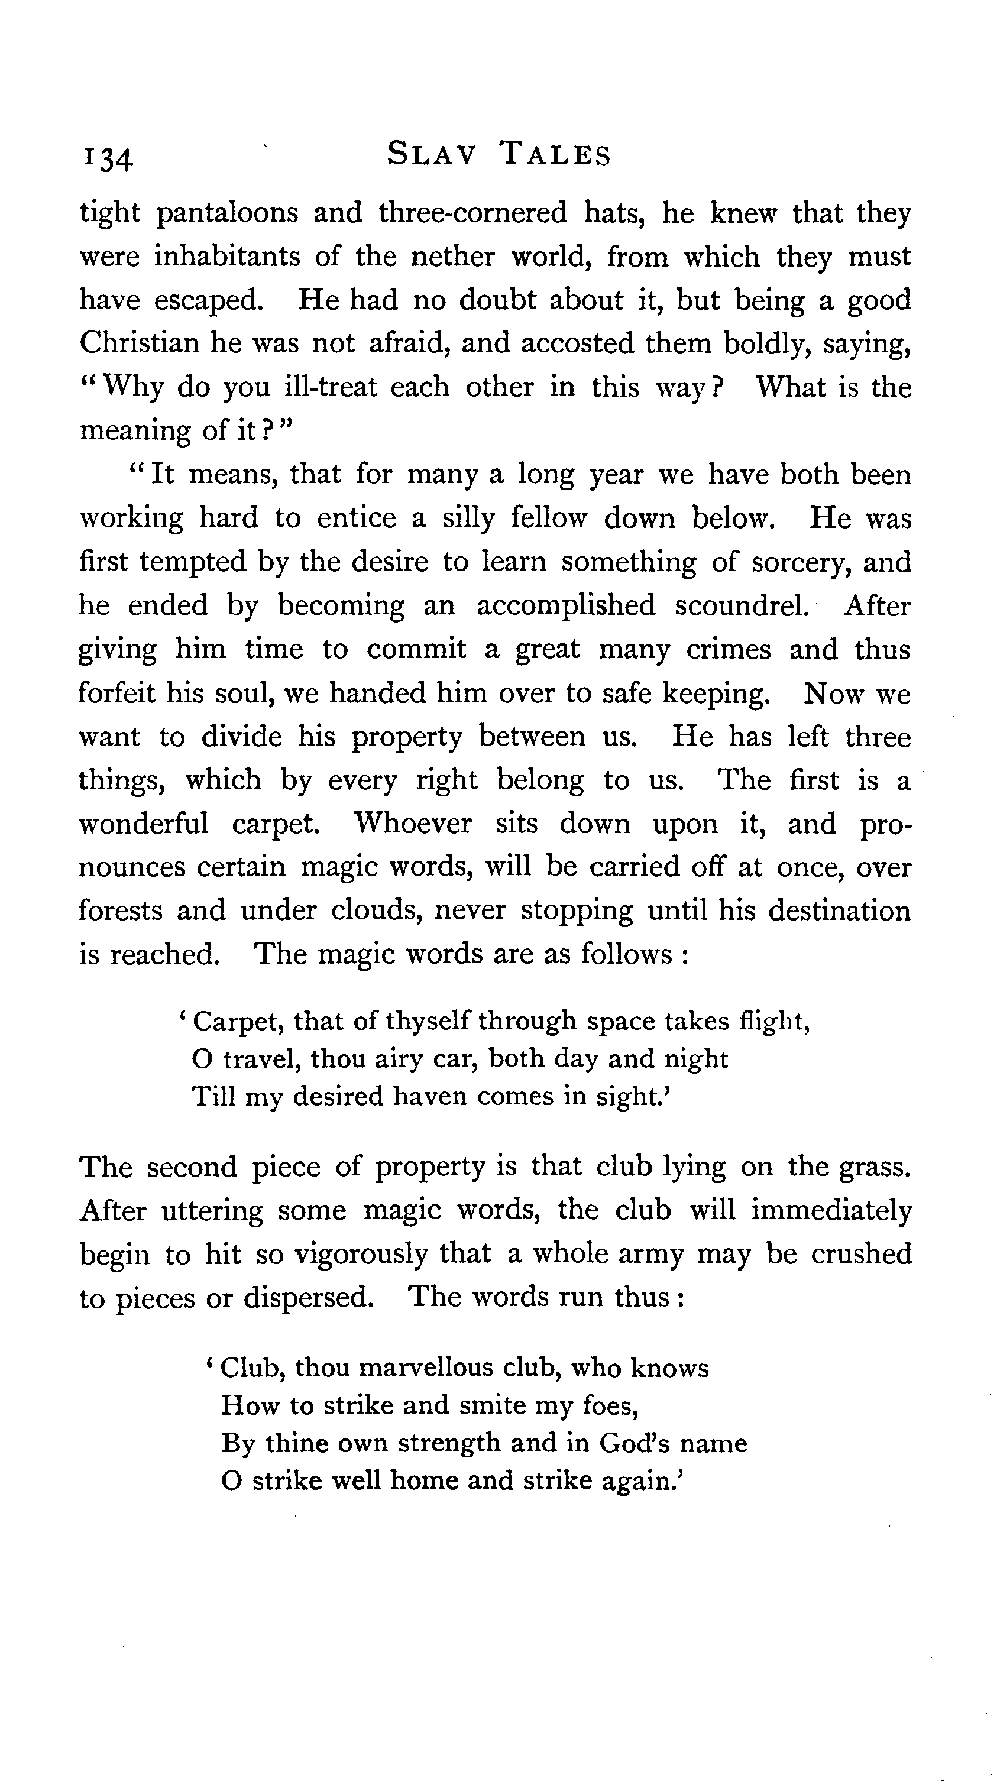 134 SLAV TALES
tight pantaloons and three-cornered hats, he knew that they
were inhabitants of the nether world, from which they must
have escaped. He had no doubt about it, but being a good
Christian he was not afraid, and accosted them boldly, saying,
“Why do you ill-treat each other in this way? What is the
meaning of it?”
“It means, that for many a long year we have both been
working hard to entice a silly fellow down below. He was
first tempted by the desire to learn something of sorcery, and
he ended by becoming an accomplished scoundrel. After
giving him time to commit a great many crimes and thus
forfeit his soul, we handed him over to safe keeping. Now we
want to divide his property between us. He has left three
things, which by every right belong to us. The first is a
wonderful carpet. Whoever sits down upon it, and pro-
nounces certain magic words, will be carried off at once, over
forests and under clouds, never stopping until his destination
is reached. The magic words are as follows :
‘Carpet, that of thyself through space takes flight,
O travel, thou airy car, both day and night
Till my desired haven comes in sight.’
The second piece of property is that club lying on the grass.
After uttering some magic words, the club will immediately
begin to hit so vigorously that a whole army may be crushed
to pieces or dispersed. The words run thus :
‘Club, thou marvellous club, who knows
How to strike and smite my foes,
By thine own strength and in God’s name
O strike well home and strike again.’